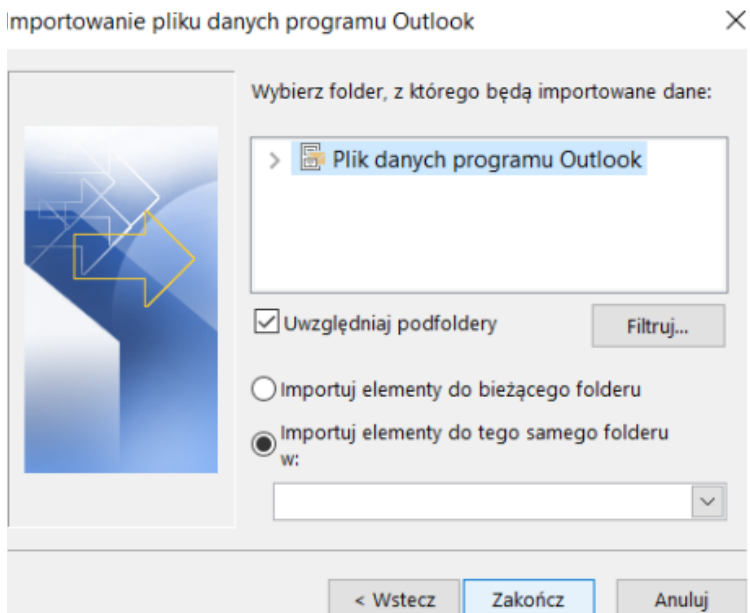 Importowanie pliku danych programu Outlook
Wybierz folder, z którego będą importowane dane:
Plik danych programu Outlook
Uwzględniaj podfoldery
Filtruj...
Importuj elementy do bieżącego folderu
Importuj elementy do tego samego folderu
w:
< Wstecz
Zakończ
Anuluj